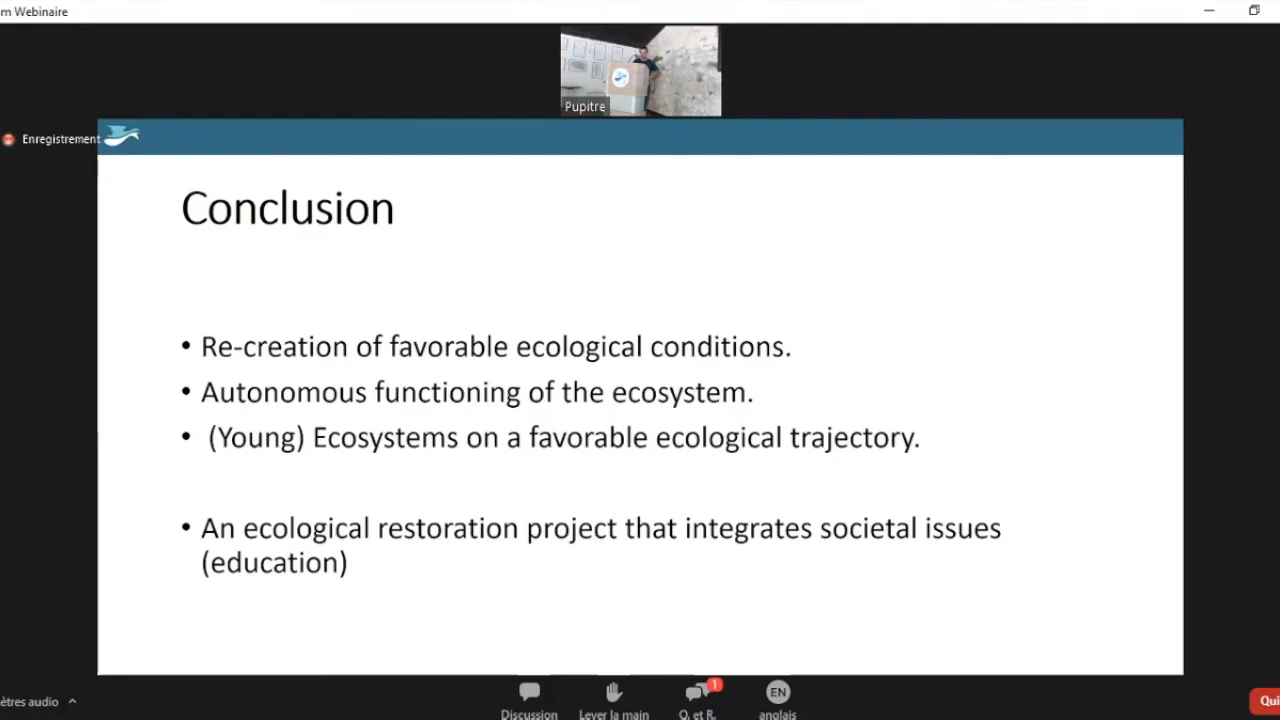 m Webinaire
Pupitre
Enregistrement
Conclusion
• Re-creation of favorable ecological conditions.
• Autonomous functioning of the ecosystem.
• (Young) Ecosystems on a favorable ecological trajectory.
• An ecological restoration project that integrates societal issues
(education)
ètres audio
1
EN
Qui
Discussion
Lever la main
Q. et R.
anglais